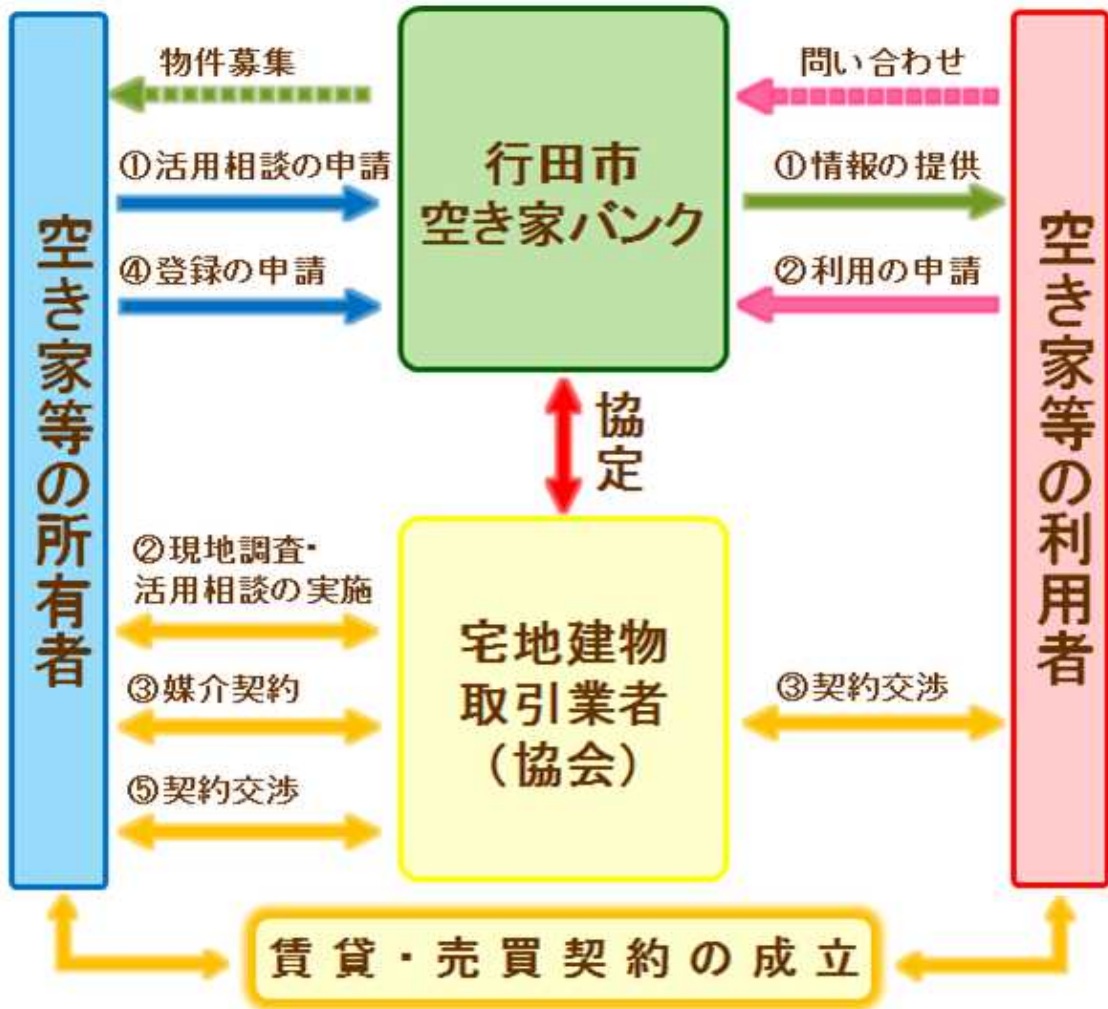 物件募集
①活用相談の申請
④登録の申請
空き家等の所有者
行田市
空き家バンク
問い合わせ
①情報の提供
②利用の申請
空き家等の利用者
協定
②現地調査・
活用相談の実施
③媒介契約
⑤契約交渉
宅地建物
取引業者
(協会)
③契約交渉
賃貸・売買契約の成立